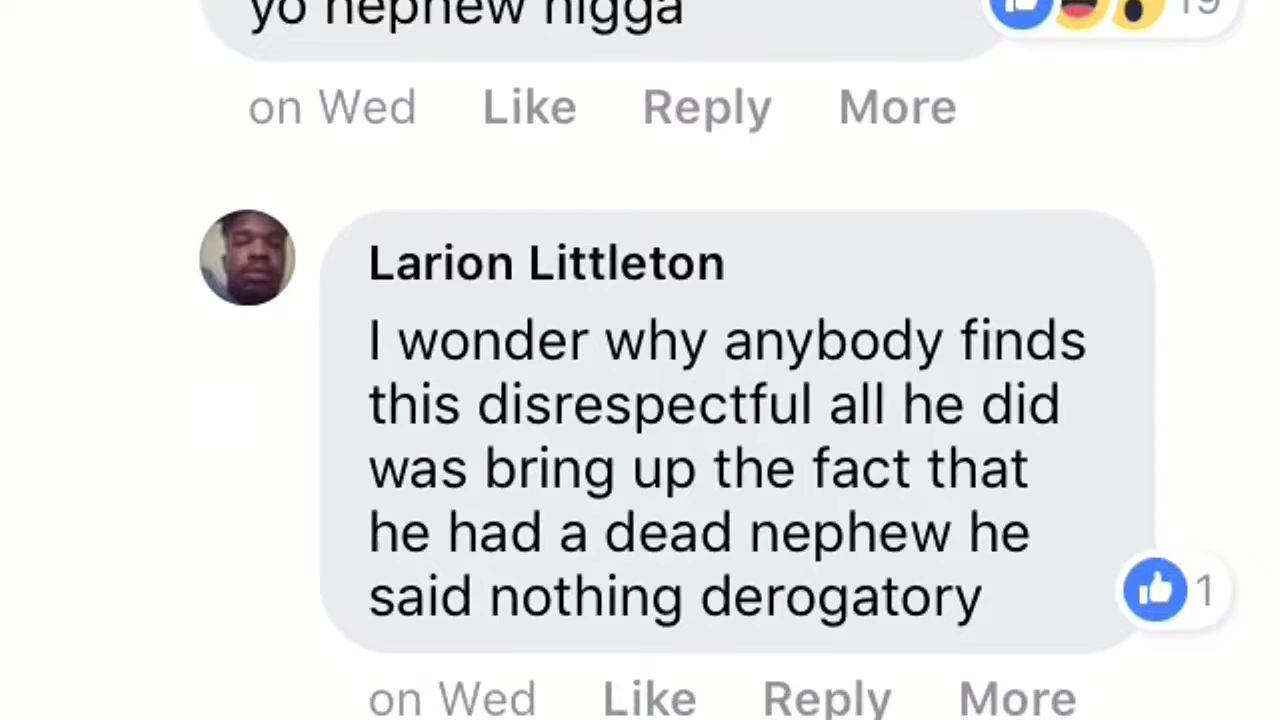 yo nephew nigga
19
on Wed Like Reply More
Larion Littleton
I wonder why anybody finds
this disrespectful all he did
was bring up the fact that
he had a dead nephew he
said nothing derogatory
1
on Wed Like Reply More